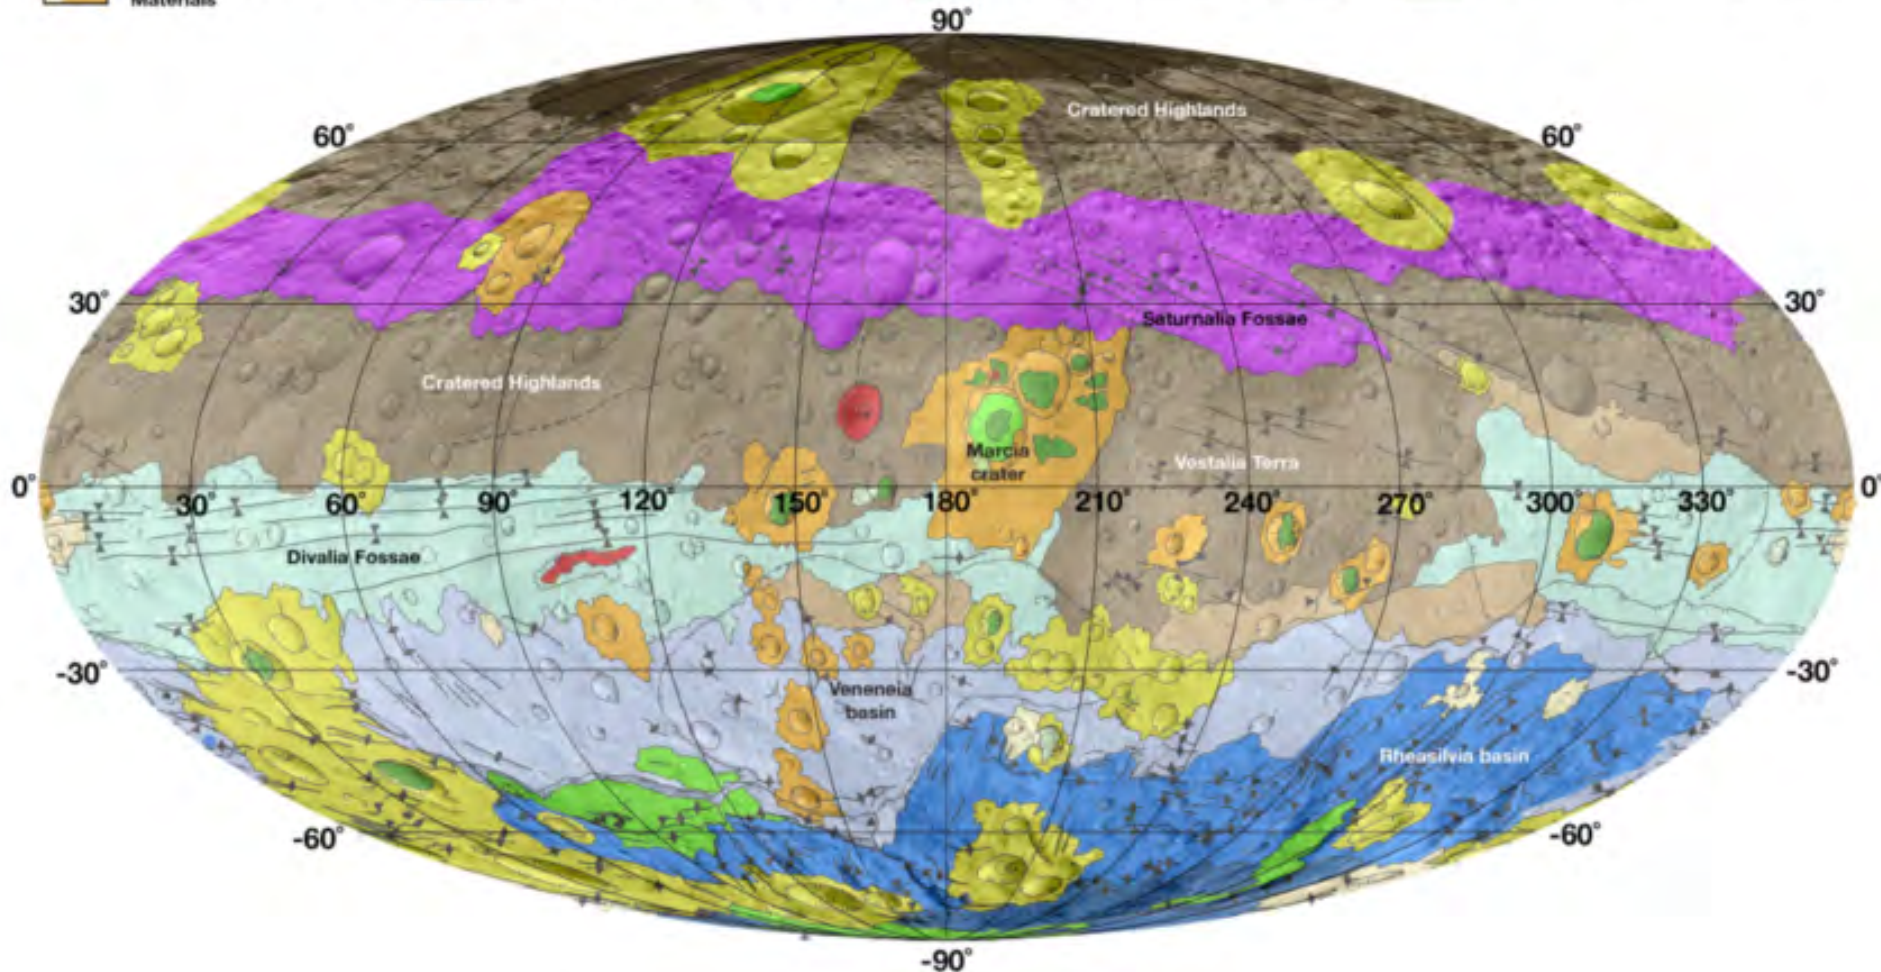 Materials
90°
Cratered Highlands
60°
60°
30°
30°
Saturnalia Fossae
Cratered Highlands
Marcia
crater
Vestalia Terra
0°
30°
60°
90°
120°
150°
180°
210°
240°
270°
300°
330°
0°
Divalia Fossae
-30°
-30°
Veneneia
basin
Rheasilvia basin
-60°
-60°
-90°